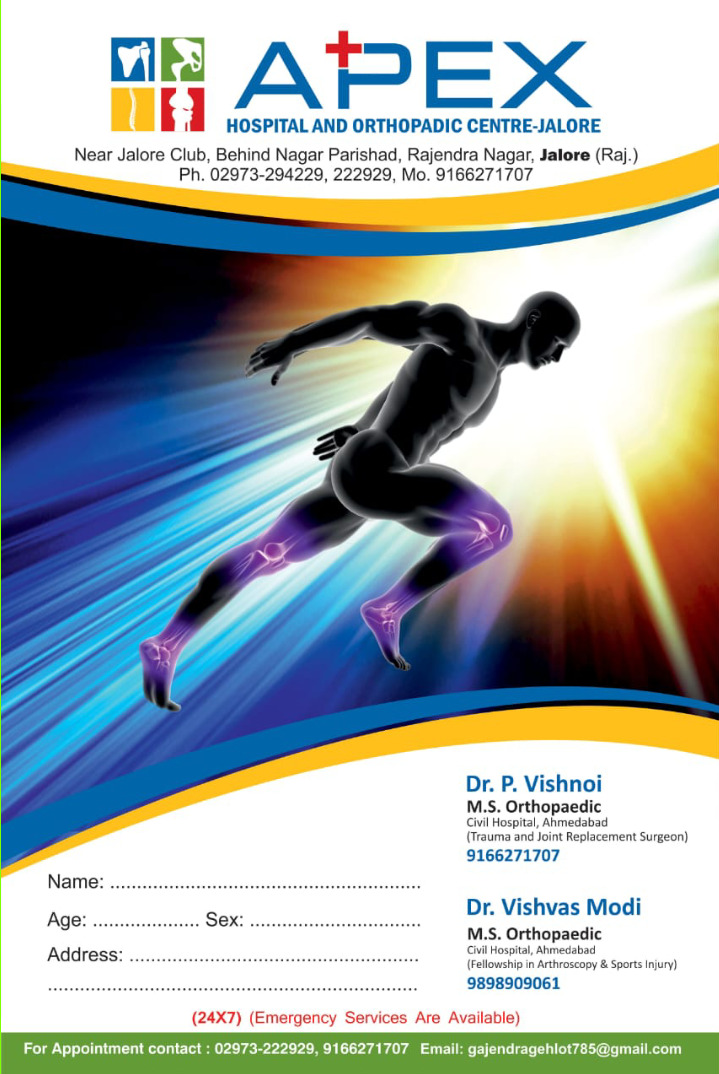 APEX
HOSPITAL AND ORTHOPADIC CENTRE-JALORE
Near Jalore Club, Behind Nagar Parishad, Rajendra Nagar, Jalore (Raj.)
Ph. 02973-294229, 222929, Mo. 9166271707
Dr. P. Vishnoi
M.S. Orthopaedic
Civil Hospital, Ahmedabad
(Trauma and Joint Replacement Surgeon)
9166271707
Name: ..........................................................
Age: .................... Sex: ................................
Address: ......................................................
.....................................................................
Dr. Vishvas Modi
M.S. Orthopaedic
Civil Hospital, Ahmedabad
(Fellowship in Arthroscopy & Sports Injury)
9898909061
(24X7) (Emergency Services Are Available)
For Appointment contact : 02973-222929, 9166271707 Email: gajendragehlot785@gmail.com